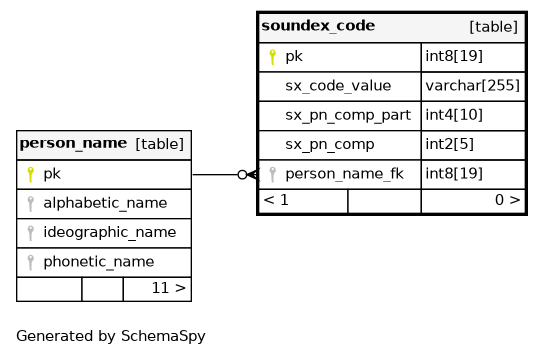 soundex_code [table]
pk int8[19]
sx_code_value varchar[255]
sx_pn_comp_part int4[10]
sx_pn_comp int2[5]
person_name_fk int8[19]
< 1 0 >
person_name [table]
pk
alphabetic_name
ideographic_name
phonetic_name
11 >
Generated by SchemaSpy